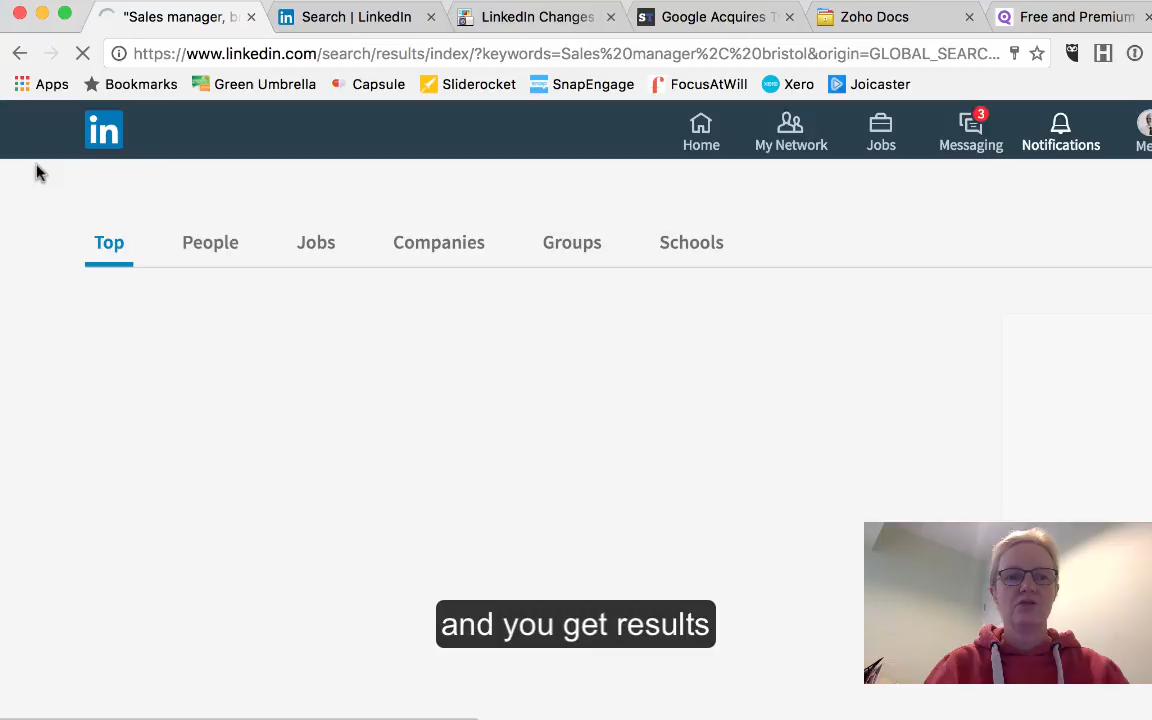 "Sales manager, b
Search | LinkedIn
LinkedIn Changes
ST
Google Acquires T
Zoho Docs
Free and Premium
https://www.linkedin.com/search/results/index/?keywords=Sales%20manager%2C%20bristol&origin=GLOBAL_SEARC...
Apps
Bookmarks
Green Umbrella
Capsule
Sliderocket
SnapEngage
FocusAtWill
Xero
Joicaster
in
Home
My Network
Jobs
3
Messaging
Notifications
Me
Top
People
Jobs
Companies
Groups
Schools
and you get results